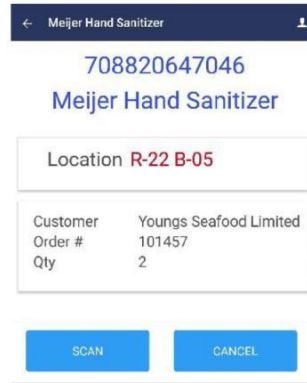 ← Meijer Hand Sanitizer
708820647046
Meijer Hand Sanitizer
Location R-22 B-05
Customer Youngs Seafood Limited
Order # 101457
Qty 2
SCAN CANCEL